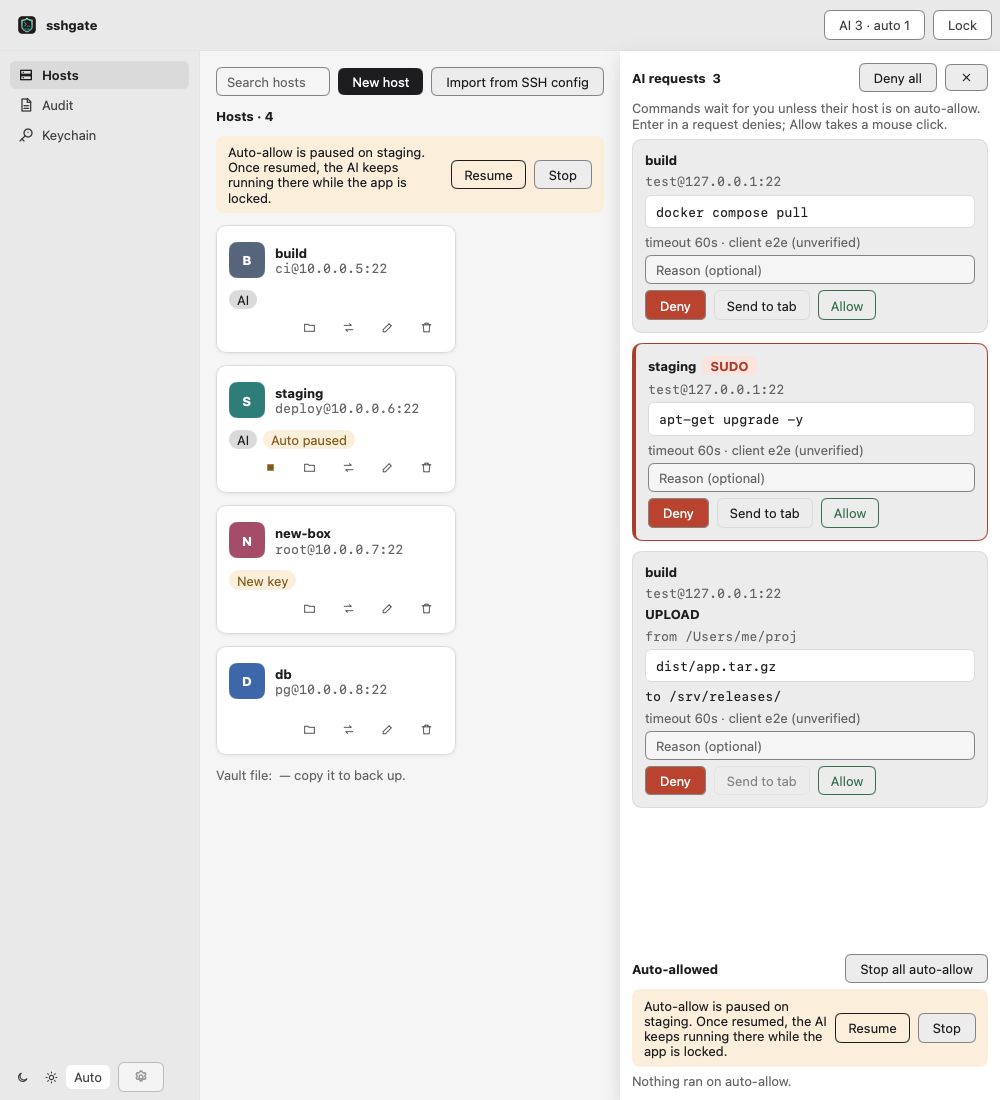 sshgate
AI 3 · auto 1
Lock
Hosts
Audit
Keychain
Search hosts
New host
Import from SSH config
Hosts · 4
Auto-allow is paused on staging.
Once resumed, the AI keeps
running there while the app is
locked.
Resume
Stop
B
build
ci@10.0.0.5:22
AI
S
staging
deploy@10.0.0.6:22
AI
Auto paused
N
new-box
root@10.0.0.7:22
New key
D
db
pg@10.0.0.8:22
Vault file: — copy it to back up.
AI requests 3
Deny all
×
Commands wait for you unless their host is on auto-allow.
Enter in a request denies; Allow takes a mouse click.
build
test@127.0.0.1:22
docker compose pull
timeout 60s · client e2e (unverified)
Reason (optional)
Deny
Send to tab
Allow
staging SUDO
test@127.0.0.1:22
apt-get upgrade -y
timeout 60s · client e2e (unverified)
Reason (optional)
Deny
Send to tab
Allow
build
test@127.0.0.1:22
UPLOAD
from /Users/me/proj
dist/app.tar.gz
to /srv/releases/
timeout 60s · client e2e (unverified)
Reason (optional)
Deny
Send to tab
Allow
Auto-allowed
Stop all auto-allow
Auto-allow is paused on
staging. Once resumed, the AI
keeps running there while the
app is locked.
Resume
Stop
Nothing ran on auto-allow.
Auto